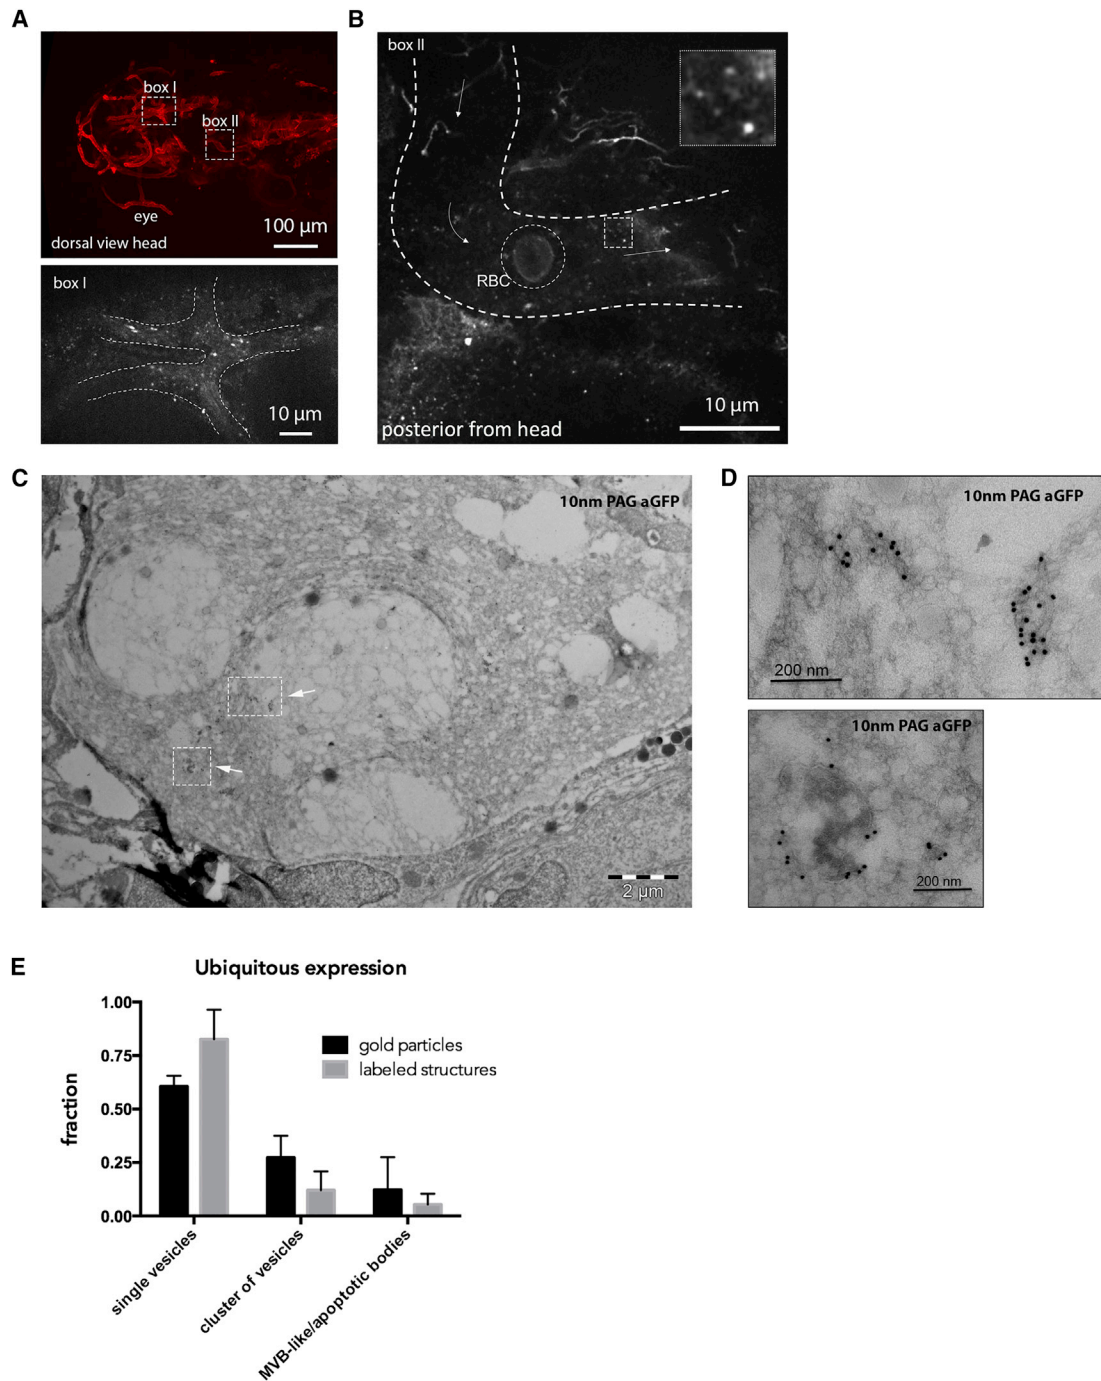 A
box I
box II
eye
100 µm
dorsal view head
box I
10 µm
B
box II
RBC
10 µm
posterior from head
C
10nm PAG aGFP
2 µm
D
10nm PAG aGFP
200 nm
10nm PAG aGFP
200 nm
E
Ubiquitous expression
1.00
0.75
0.50
0.25
0.00
fraction
gold particles
labeled structures
single vesicles
cluster of vesicles
MVB-like/apoptotic bodies